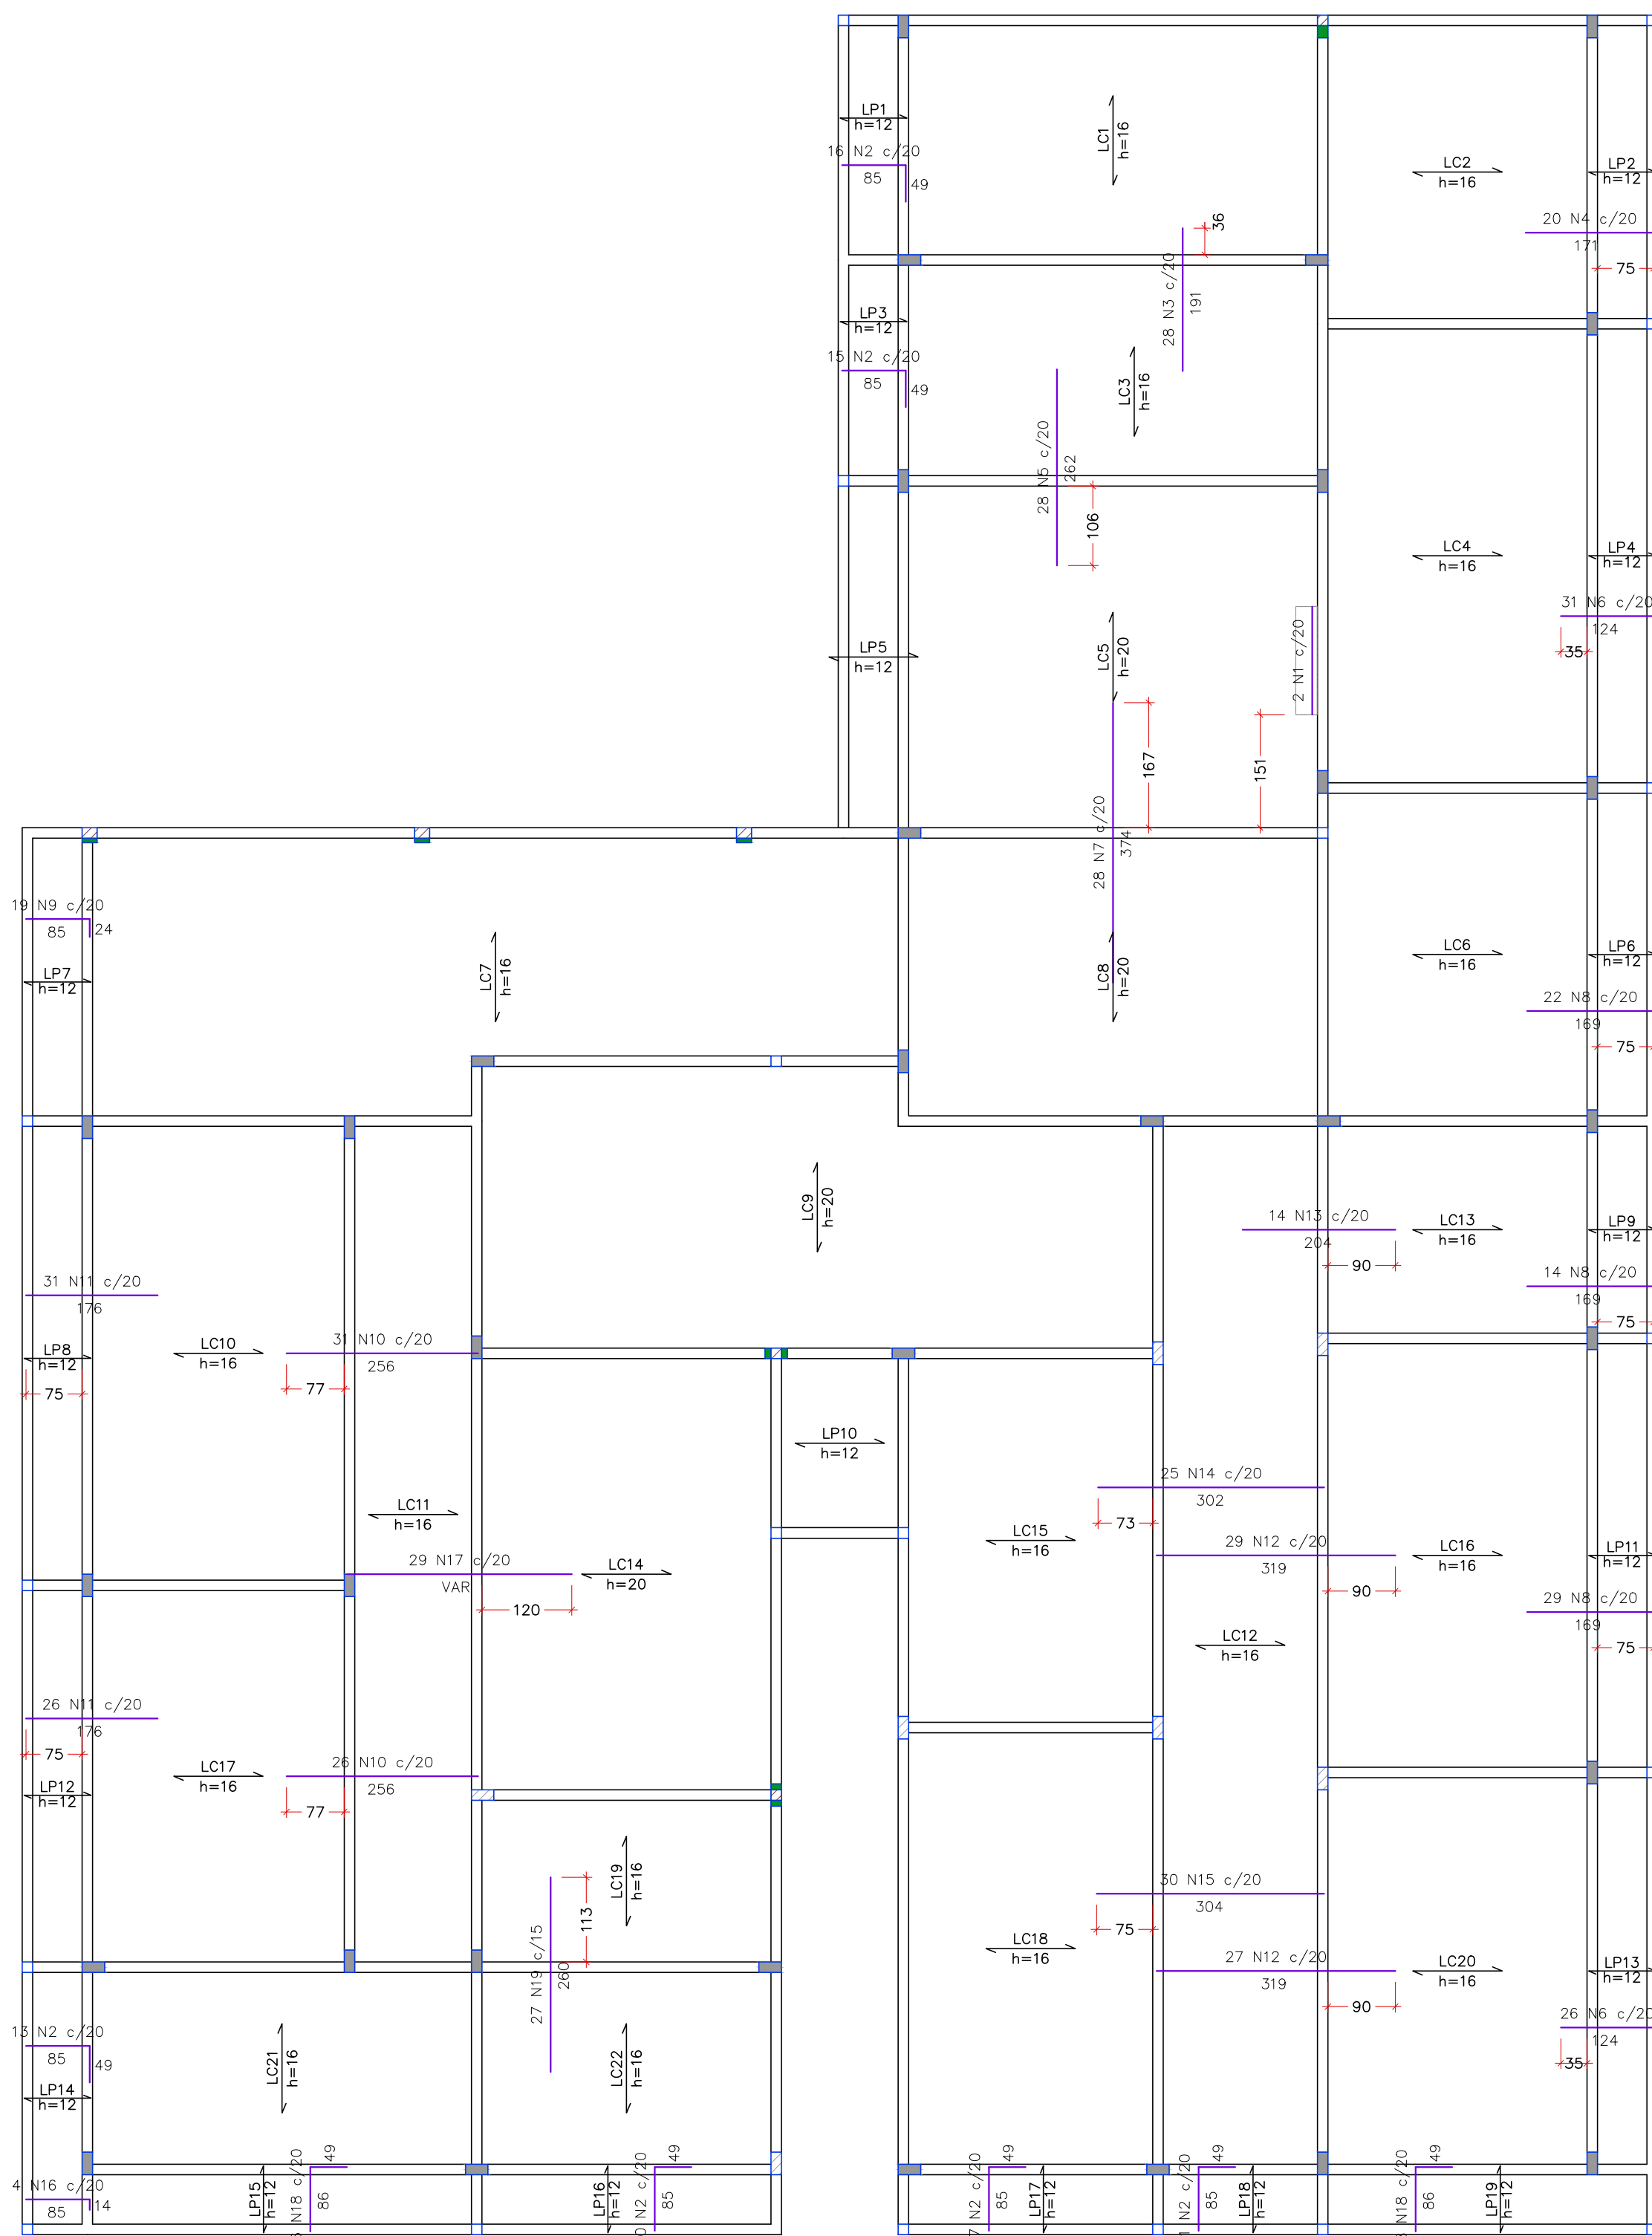 LP1
h=12
16 N2 c/20
85
49
LC1
h=16
36
LC2
h=16
LP2
h=12
20 N4 c/20
171
75
28 N3 c/20
191
LP3
h=12
15 N2 c/20
85
49
LC3
h=16
28 N5 c/20
262
106
LC4
h=16
LP4
h=12
31 N6 c/20
124
35
LP5
h=12
LC5
h=20
2 N1 c/20
167
151
28 N7 c/20
374
19 N9 c/20
85
24
LP7
h=12
LC7
h=16
LC8
h=20
LC6
h=16
LP6
h=12
22 N8 c/20
169
75
LC9
h=20
14 N13 c/20
204
90
LC13
h=16
LP9
h=12
14 N8 c/20
169
75
31 N11 c/20
176
LP8
h=12
75
LC10
h=16
31 N10 c/20
256
77
LP10
h=12
LC11
h=16
29 N17 c/20
VAR
120
LC14
h=20
25 N14 c/20
302
73
LC15
h=16
29 N12 c/20
319
90
LC16
h=16
LP11
h=12
29 N8 c/20
169
75
LC12
h=16
26 N11 c/20
176
75
LP12
h=12
LC17
h=16
26 N10 c/20
256
77
LC19
h=16
113
27 N19 c/15
260
30 N15 c/20
304
75
LC18
h=16
27 N12 c/20
319
90
LC20
h=16
LP13
h=12
26 N6 c/20
124
35
13 N2 c/20
85
49
LP14
h=12
LC21
h=16
LC22
h=16
4 N16 c/20
85
14
LP15
h=12
N18 c/20
86
49
LP16
h=12
N2 c/20
85
49
N2 c/20
85
49
LP17
h=12
N2 c/20
85
49
LP18
h=12
N18 c/20
86
49
LP19
h=12